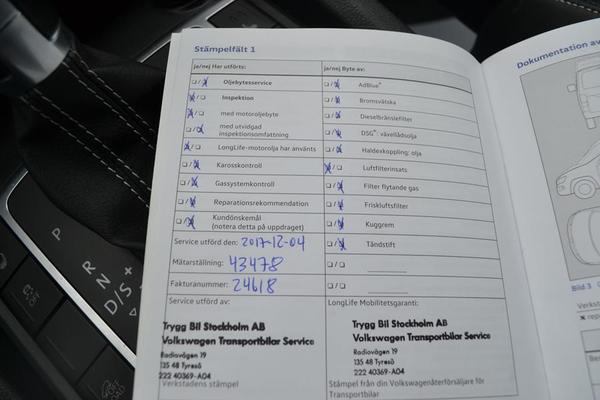 Stämpelfält 1
Dokumentation av
ja/nej Har utförts:
ja/nej Byte av:
Oljebytesservice
AdBlue®
Inspektion
Bromsvätska
med motoroljebyte
Dieselbränslefilter
med utvidgad
inspektionsomfattning
DSG®: växellådsolja
LongLife-motorolja har använts
Haldexkoppling: olja
Karosskontroll
Luftfilterinsats
Gassystemkontroll
Filter flytande gas
Reparationsrekommendation
Friskluftsfilter
Kundönskemål
(notera detta på uppdraget)
Kuggrem
Service utförd den: 2017-12-04
Tändstift
Mätarställning: 43478
Fakturanummer: 24618
Service utförd av:
LongLife Mobilitetsgaranti:
Trygg Bil Stockholm AB
Volkswagen Transportbilar Service
Radiovägen 19
135 48 Tyresö
222 40369-A04
Verkstadens stämpel
Trygg Bil Stockholm AB
Volkswagen Transportbilar Service
Radiovägen 19
135 48 Tyresö
222 40369-A04
Stämpel från din Volkswagenåterförsäljare för
Transportbilar
Bild 3
P
R
N
D/S
+